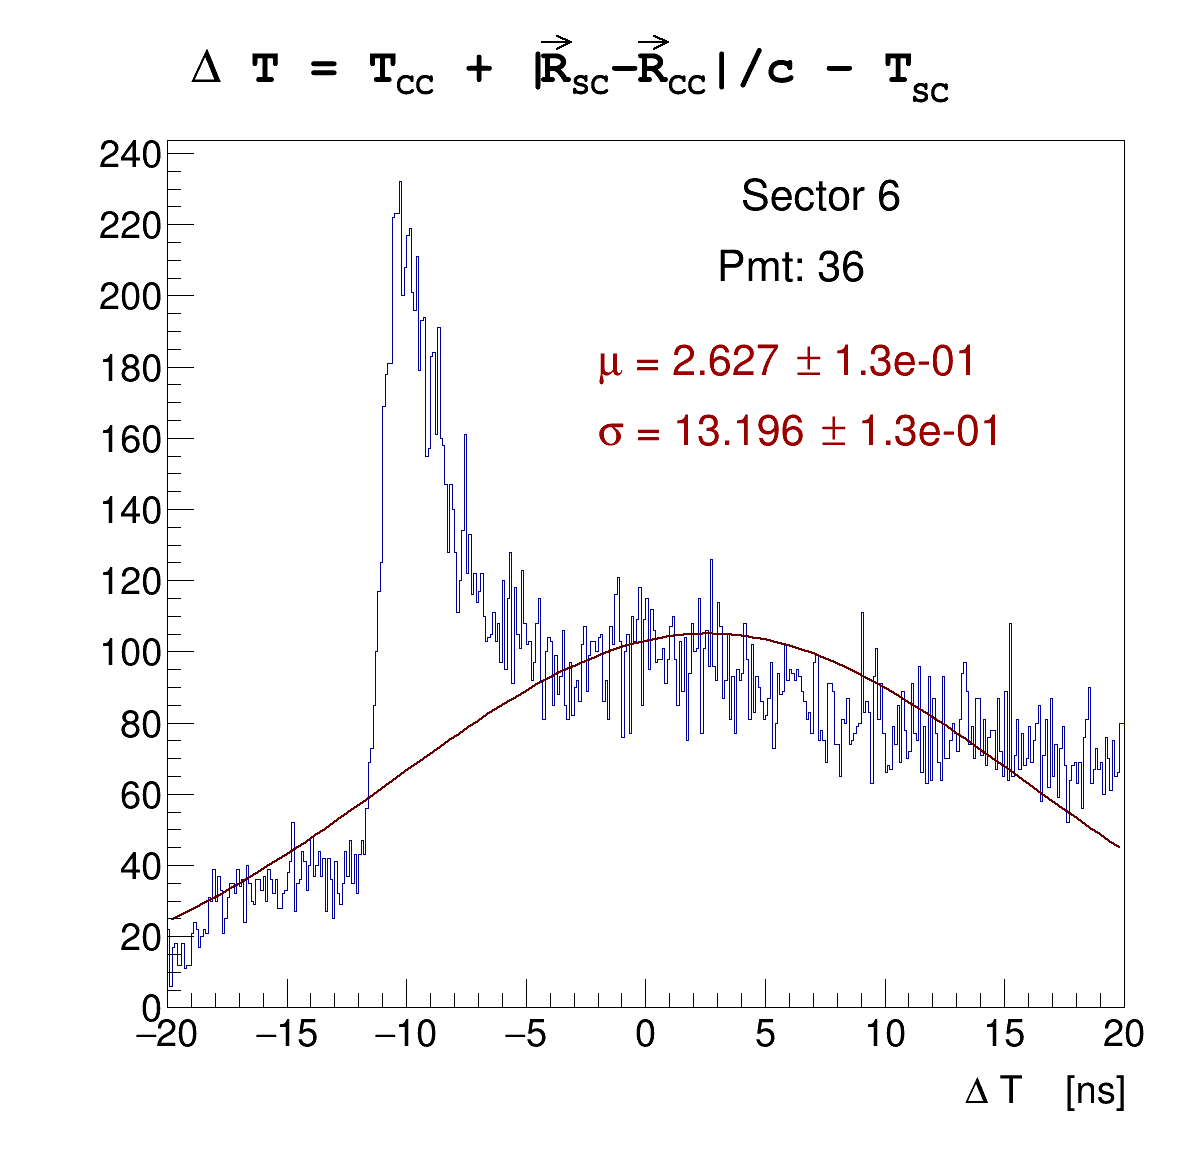 Δ T = T_CC + |R⃗_SC−R⃗_CC|/c − T_SC
240
Sector 6
220
Pmt: 36
200
180
μ = 2.627 ± 1.3e-01
160
σ = 13.196 ± 1.3e-01
140
120
100
80
60
40
20
0
−20 −15 −10 −5 0 5 10 15 20
Δ T [ns]